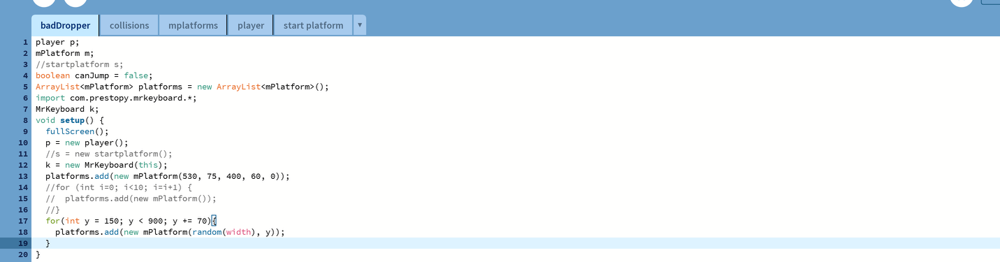 badDropper collisions mplatforms player start platform ▼
1 player p;
2 mPlatform m;
3 //startplatform s;
4 boolean canJump = false;
5 ArrayList<mPlatform> platforms = new ArrayList<mPlatform>();
6 import com.prestopy.mrkeyboard.*;
7 MrKeyboard k;
8 void setup() {
9   fullScreen();
10   p = new player();
11   //s = new startplatform();
12   k = new MrKeyboard(this);
13   platforms.add(new mPlatform(530, 75, 400, 60, 0));
14   //for (int i=0; i<10; i=i+1) {
15   //  platforms.add(new mPlatform());
16   //}
17   for(int y = 150; y < 900; y += 70){
18     platforms.add(new mPlatform(random(width), y));
19   }
20 }